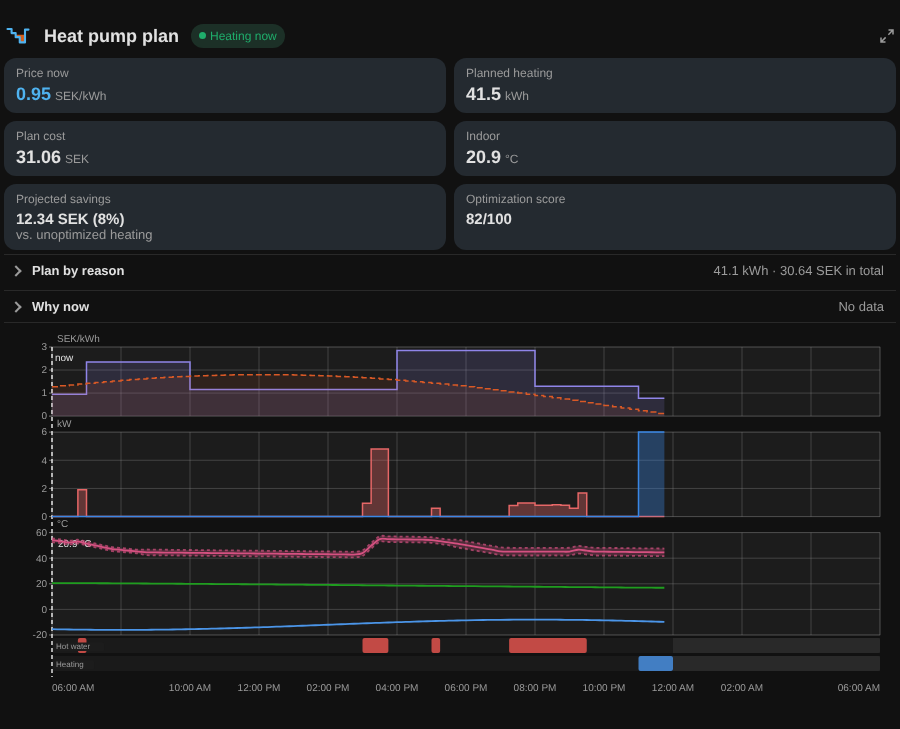 Heat pump plan
Heating now
Price now
0.95 SEK/kWh
Planned heating
41.5 kWh
Plan cost
31.06 SEK
Indoor
20.9 °C
Projected savings
12.34 SEK (8%)
vs. unoptimized heating
Optimization score
82/100
Plan by reason
41.1 kWh · 30.64 SEK in total
Why now
No data
SEK/kWh
3
now
2
1
0
kW
6
4
2
0
°C
60
20.9 °C
40
20
0
-20
Hot water
Heating
06:00 AM 10:00 AM 12:00 PM 02:00 PM 04:00 PM 06:00 PM 08:00 PM 10:00 PM 12:00 AM 02:00 AM 06:00 AM